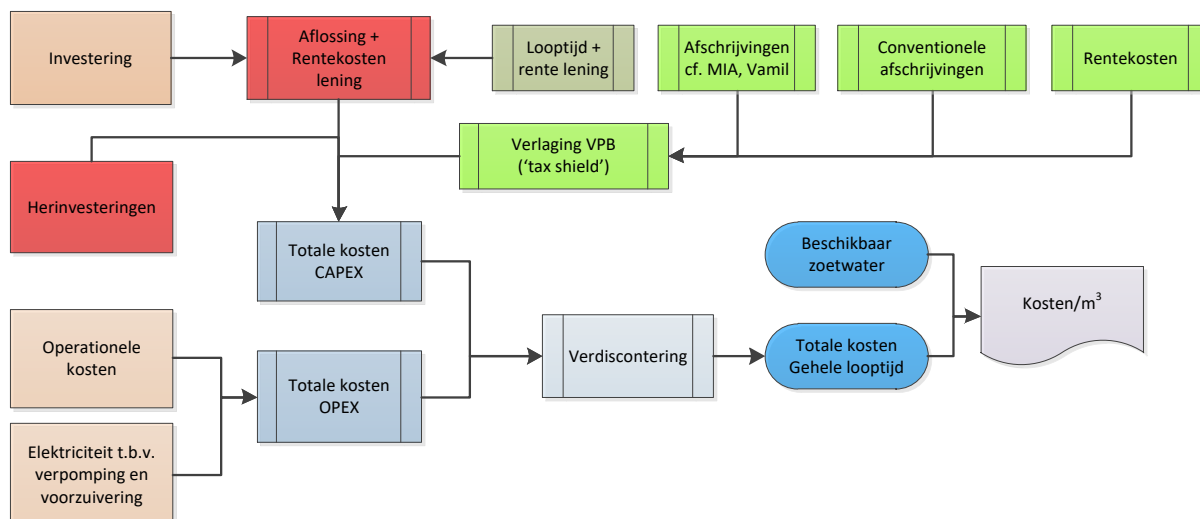 Investering
Aflossing +
Rentekosten
lening
Looptijd +
rente lening
Afschrijvingen
cf. MIA, Vamil
Conventionele
afschrijvingen
Rentekosten
Verlaging VPB
(‘tax shield’)
Herinvesteringen
Totale kosten
CAPEX
Beschikbaar
zoetwater
Kosten/m³
Operationele
kosten
Verdiscontering
Totale kosten
Gehele looptijd
Totale kosten
OPEX
Elektriciteit t.b.v.
verpomping en
voorzuivering